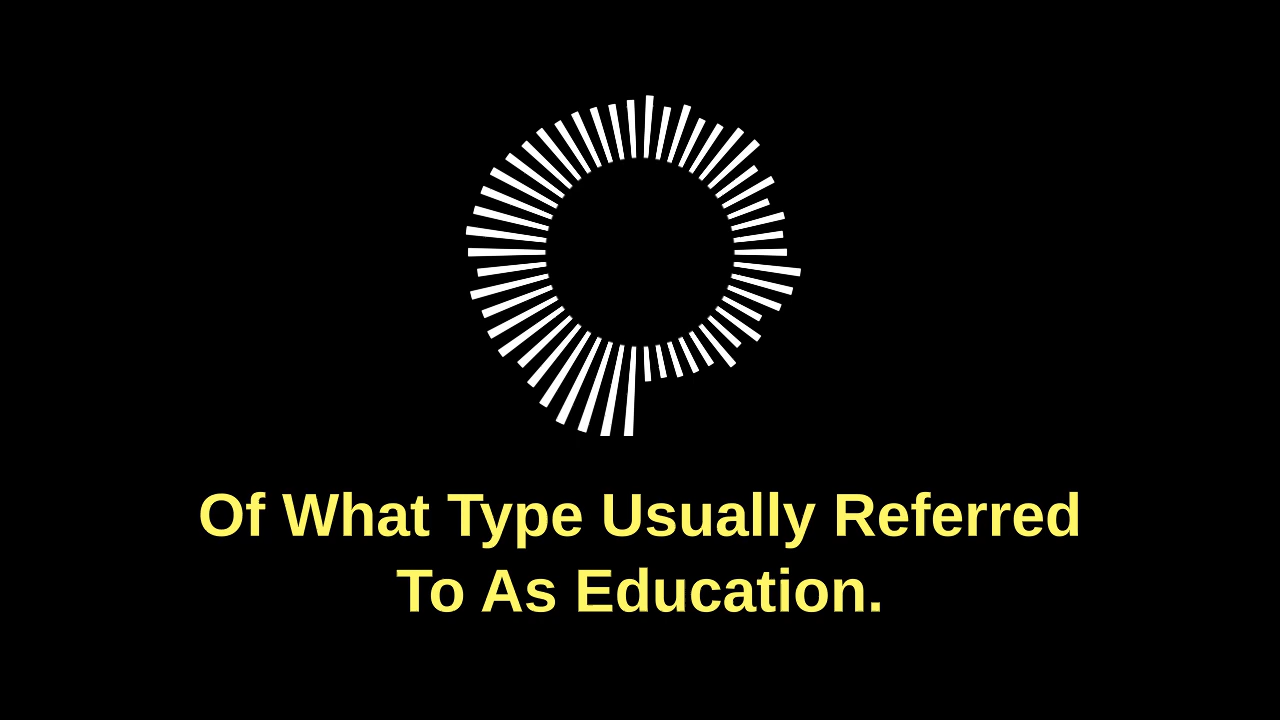 Of What Type Usually Referred
To As Education.